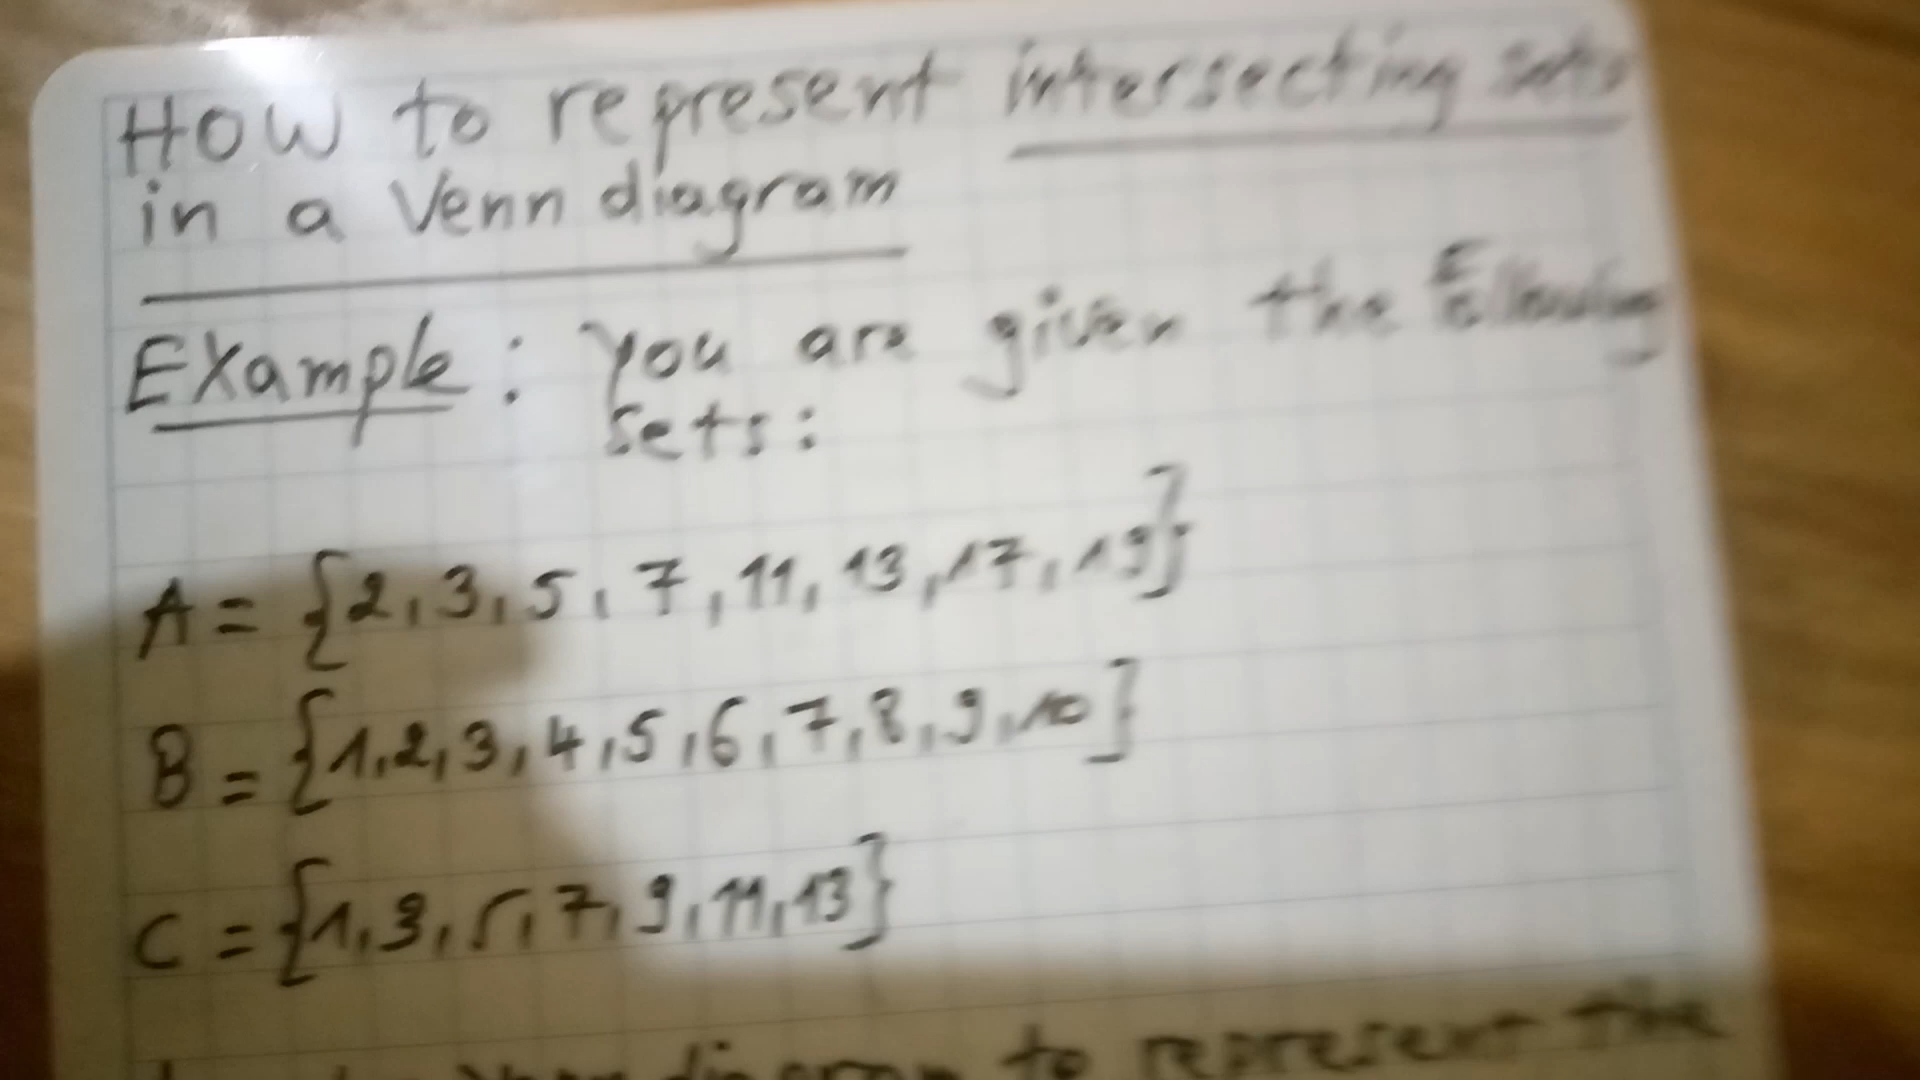 How to represent intersecting sets
in a Venn diagram
Example: You are given the following
sets:
A = {2, 3, 5, 7, 11, 13, 17, 19}
B = {1, 2, 3, 4, 5, 6, 7, 8, 9, 10}
C = {1, 3, 5, 7, 9, 11, 13}
Venn diagram to represent the